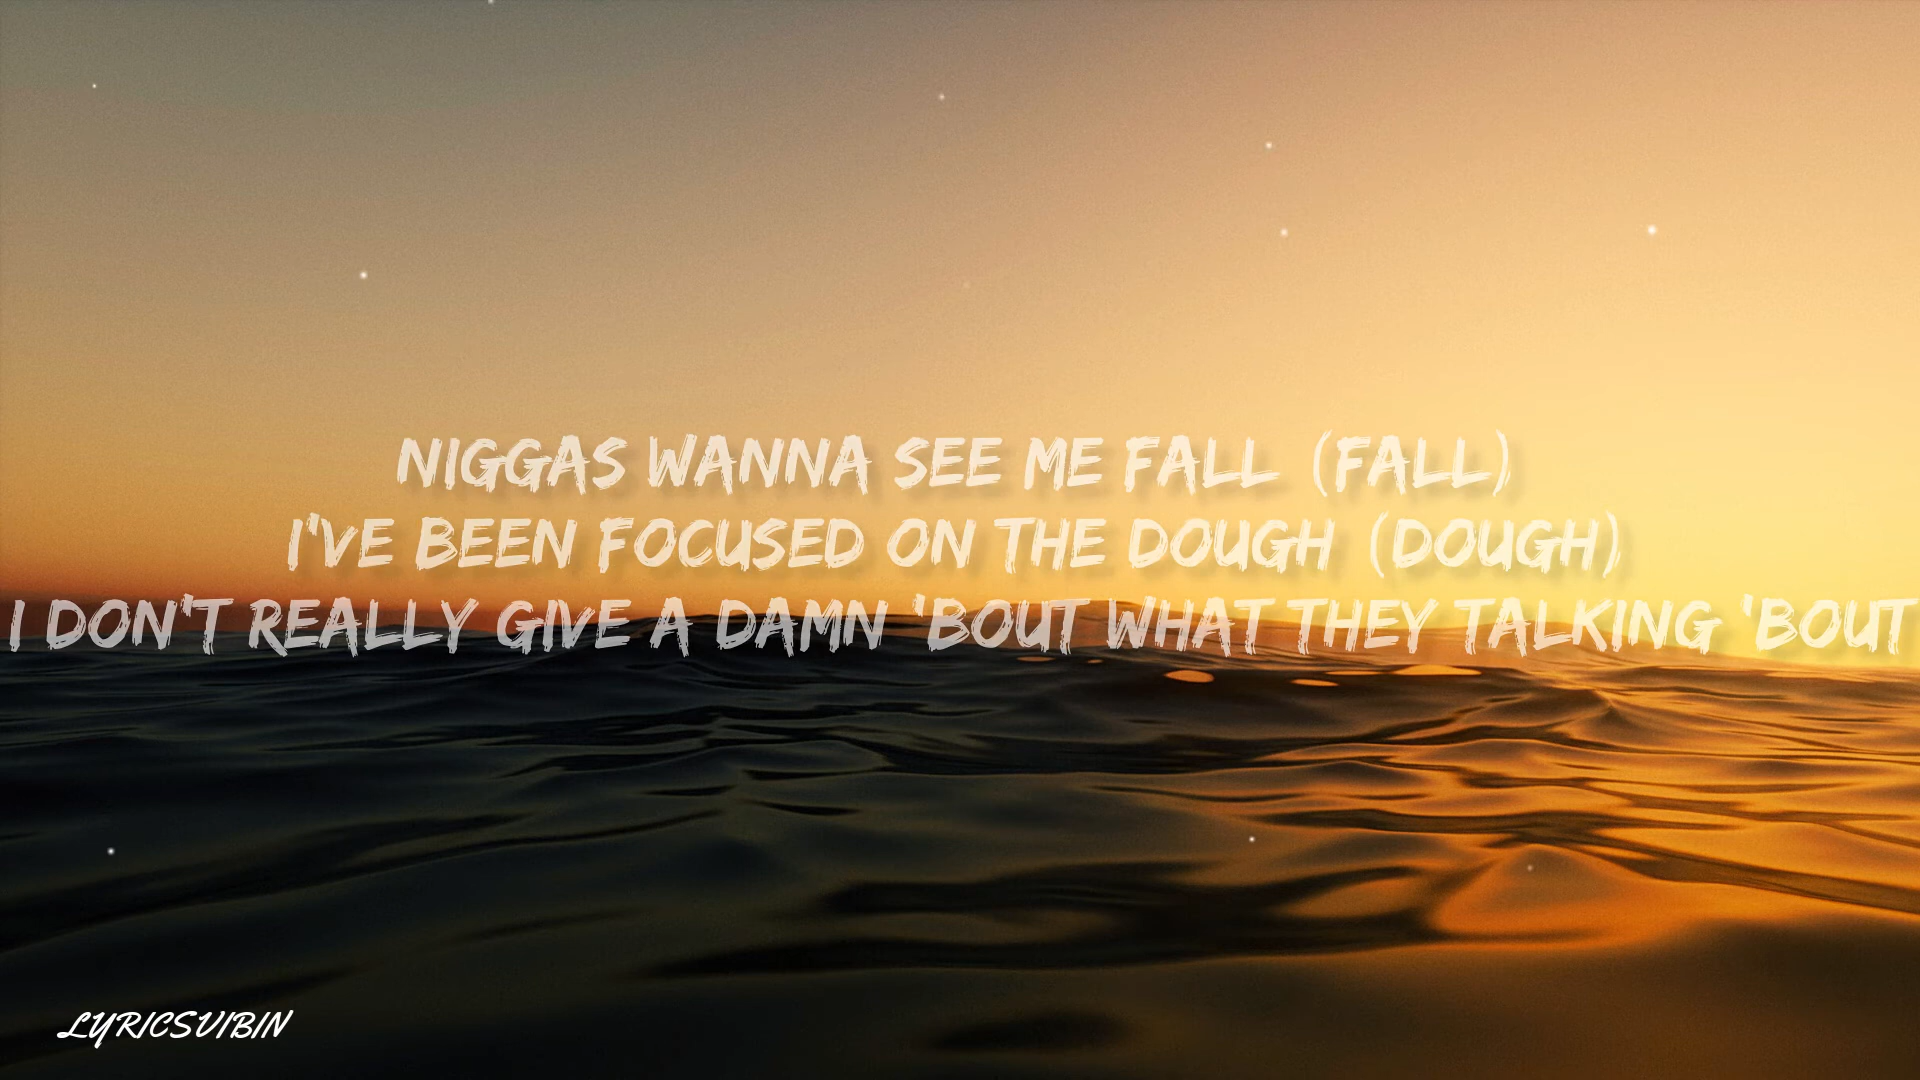 NIGGAS WANNA SEE ME FALL (FALL)
I'VE BEEN FOCUSED ON THE DOUGH (DOUGH)
I DON'T REALLY GIVE A DAMN 'BOUT WHAT THEY TALKING 'BOUT
LYRICSVIBIN